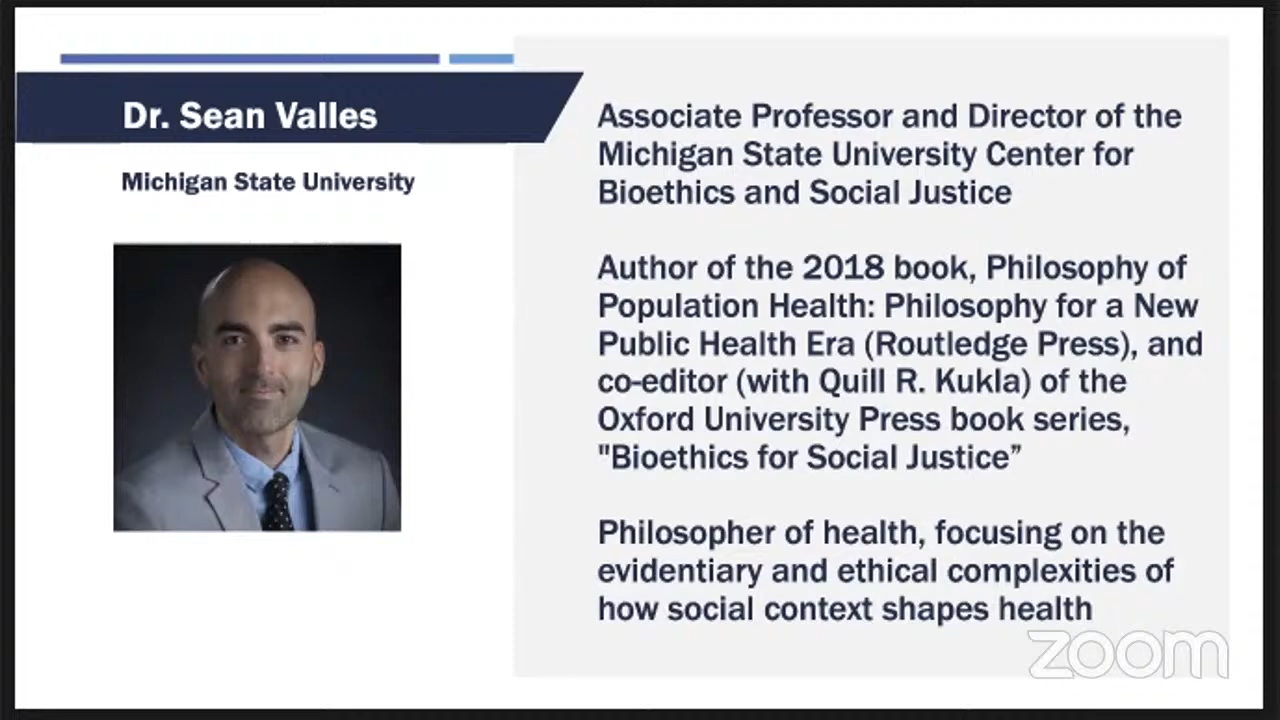 Dr. Sean Valles
Michigan State University
Associate Professor and Director of the
Michigan State University Center for
Bioethics and Social Justice
Author of the 2018 book, Philosophy of
Population Health: Philosophy for a New
Public Health Era (Routledge Press), and
co-editor (with Quill R. Kukla) of the
Oxford University Press book series,
"Bioethics for Social Justice”
Philosopher of health, focusing on the
evidentiary and ethical complexities of
how social context shapes health
zoom